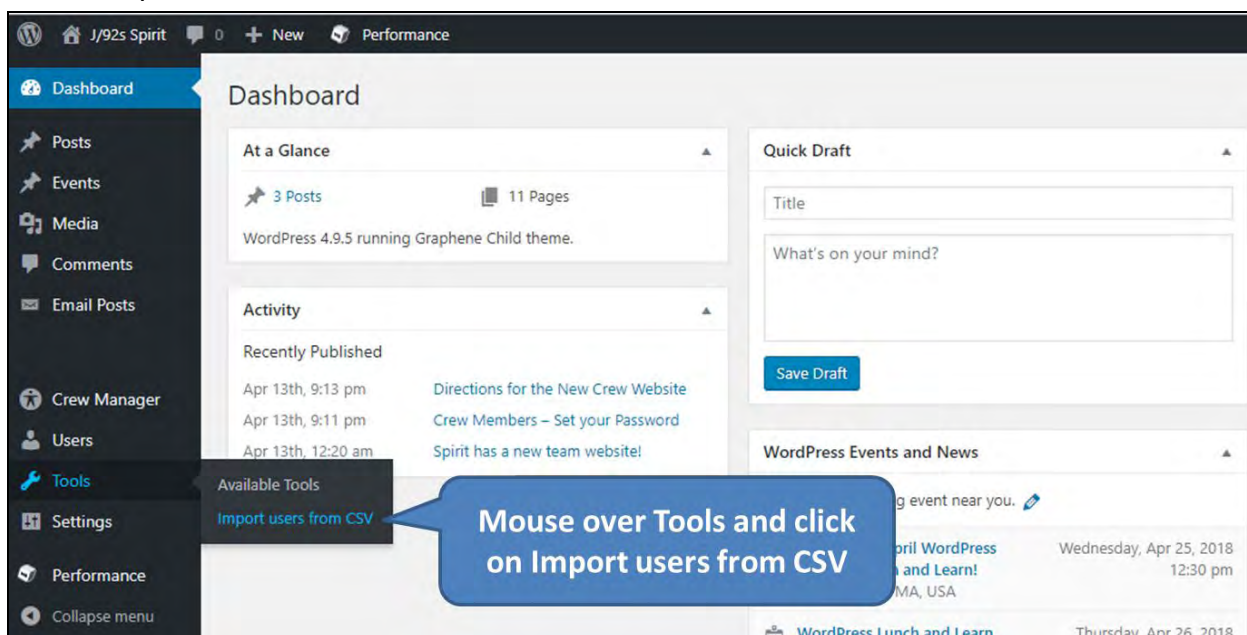 J/92s Spirit 0 New Performance
Dashboard
Posts
Events
Media
Comments
Email Posts
Crew Manager
Users
Tools
Settings
Performance
Collapse menu
Available Tools
Import users from CSV
Dashboard
At a Glance
3 Posts 11 Pages
WordPress 4.9.5 running Graphene Child theme.
Activity
Recently Published
Apr 13th, 9:13 pm Directions for the New Crew Website
Apr 13th, 9:11 pm Crew Members – Set your Password
Apr 13th, 12:20 am Spirit has a new team website!
Mouse over Tools and click
on Import users from CSV
Quick Draft
Title
What's on your mind?
Save Draft
WordPress Events and News
event near you.
WordPress Wednesday, Apr 25, 2018
and Learn! 12:30 pm
MA, USA
WordPress Lunch and Learn Thursday, Apr 26, 2018